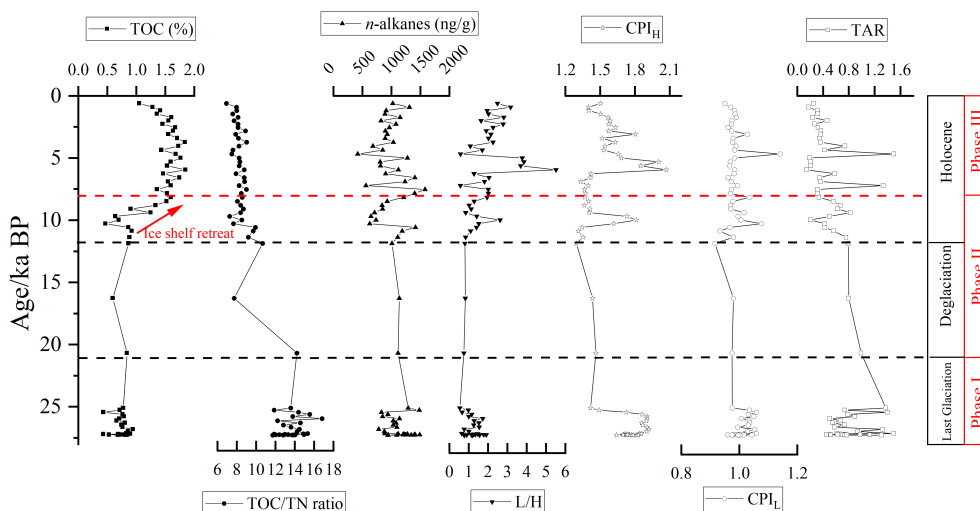 TOC (%)
n-alkanes (ng/g)
CPIH
TAR
0.0 0.5 1.0 1.5 2.0
0 500 1000 1500 2000
1.2 1.5 1.8 2.1
0.0 0.4 0.8 1.2 1.6
Age/ka BP
0
5
10
15
20
25
Ice shelf retreat
Holocene
Deglaciation
Last Glaciation
Phase III
Phase II
Phase I
6 8 10 12 14 16 18
0 1 2 3 4 5 6
0.8 1.0 1.2
TOC/TN ratio
L/H
CPIL